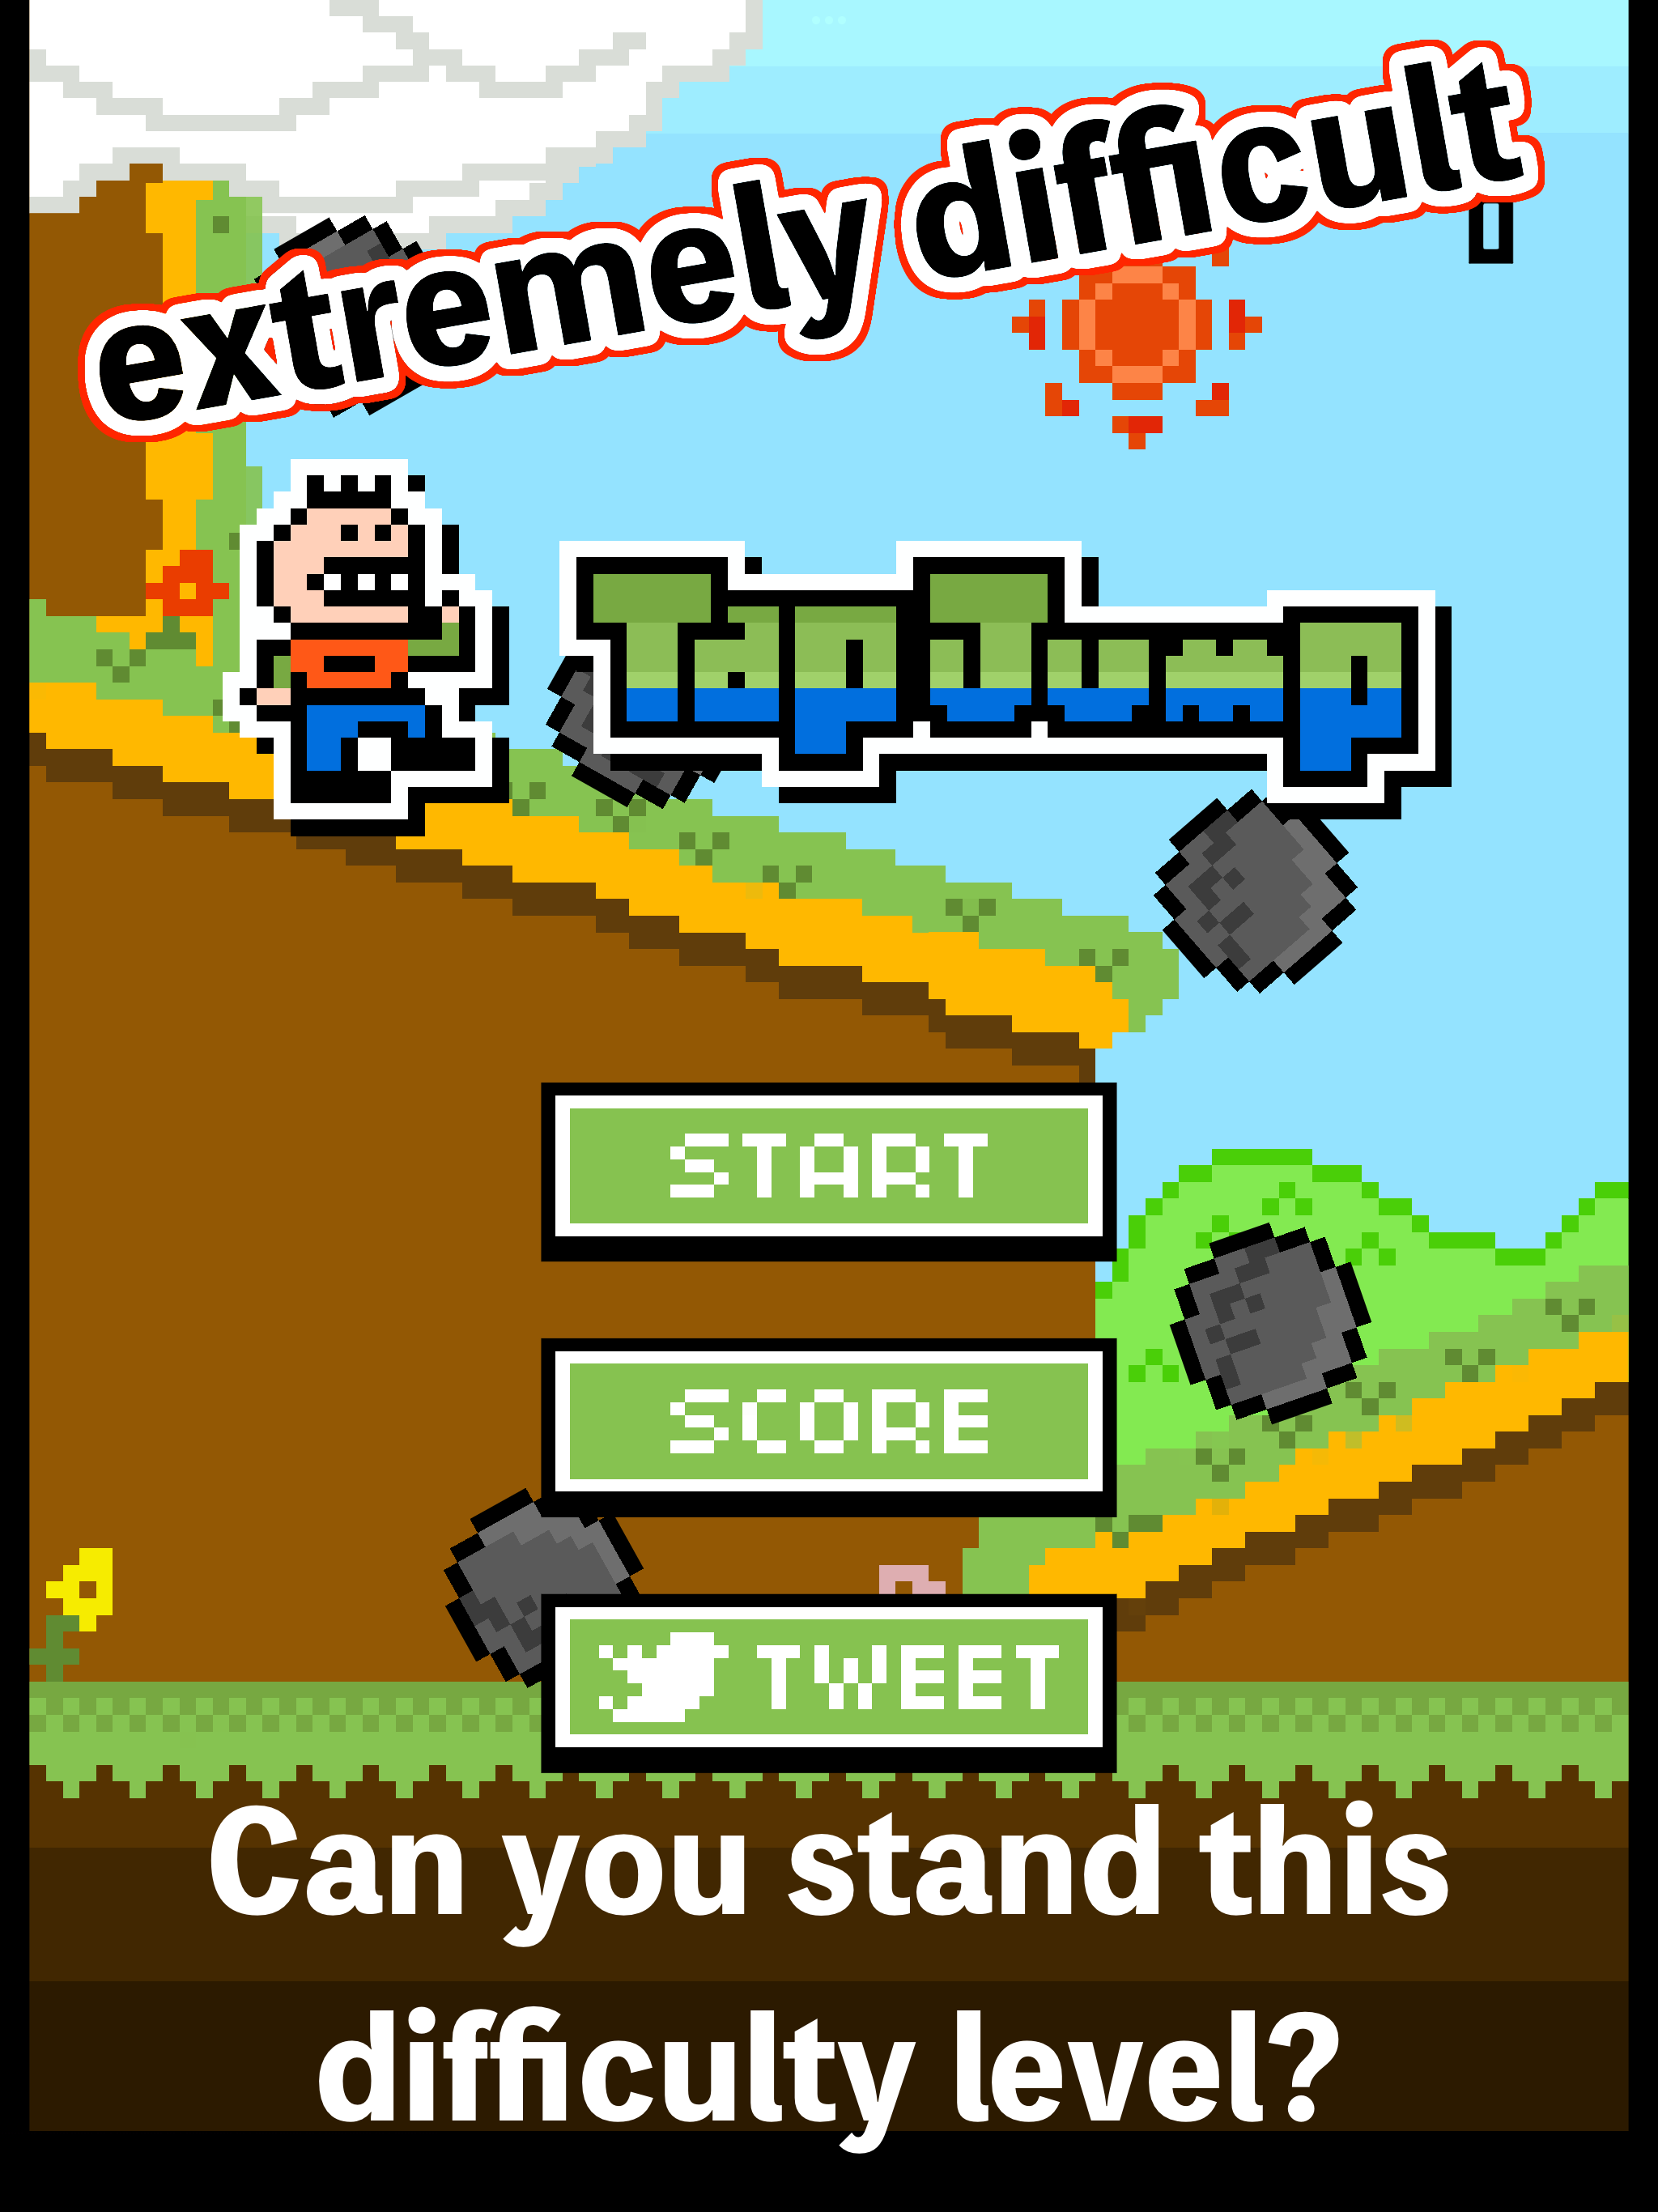 extremely difficult
TapJump
START
SCORE
TWEET
Can you stand this
difficulty level?